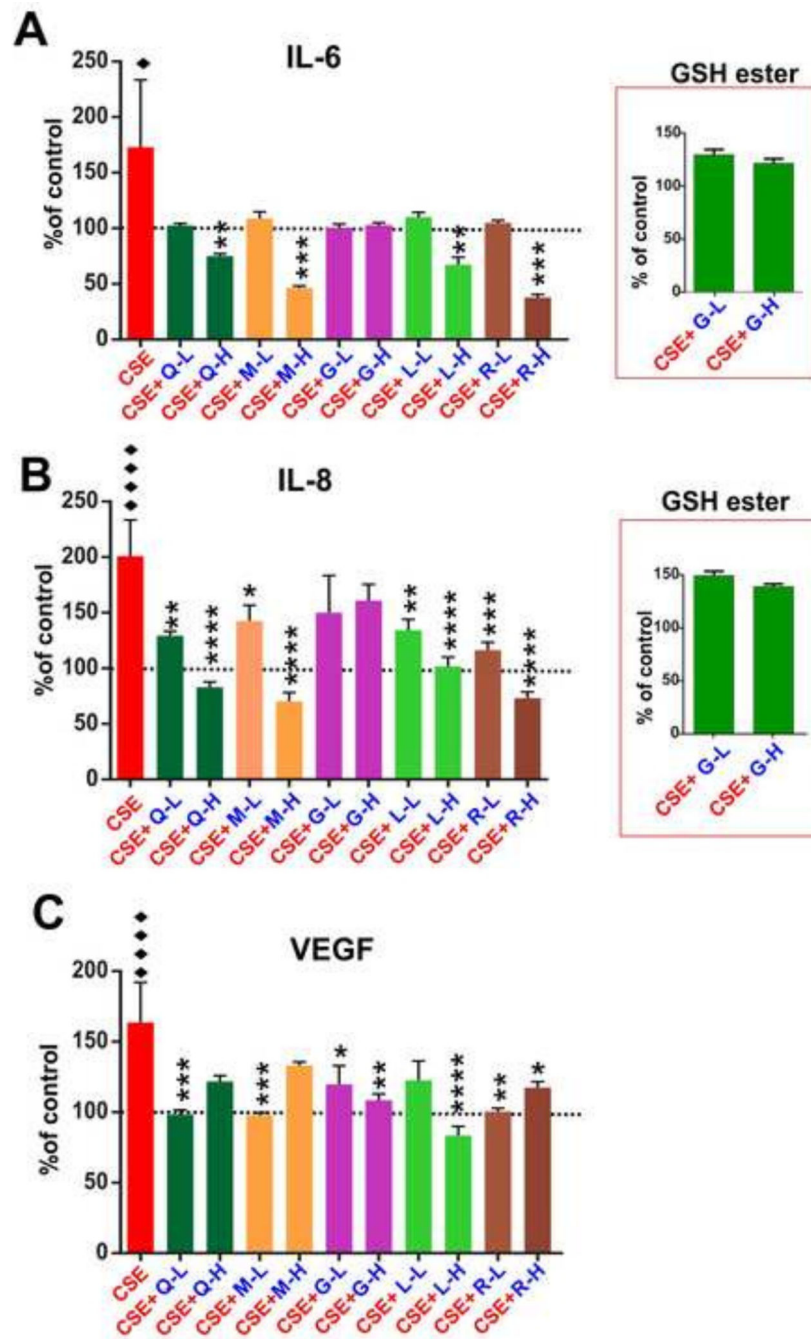 A
IL-6
%of control
250
200
150
100
50
0
◆
**
***
**
***
CSE
CSE+ Q-L
CSE+Q-H
CSE+ M-L
CSE+M-H
CSE+G-L
CSE+ G-H
CSE+ L-L
CSE+ L-H
CSE+ R-L
CSE+R-H
GSH ester
% of control
150
100
50
0
CSE+ G-L
CSE+ G-H
B
IL-8
%of control
250
200
150
100
50
0
◆◆◆◆
**
****
*
****
**
****
***
****
CSE
CSE+ Q-L
CSE+Q-H
CSE+ M-L
CSE+M-H
CSE+G-L
CSE+ G-H
CSE+ L-L
CSE+ L-H
CSE+ R-L
CSE+R-H
GSH ester
% of control
150
100
50
0
CSE+ G-L
CSE+ G-H
C
VEGF
%of control
200
150
100
50
0
◆◆◆◆
***
***
*
**
****
**
*
CSE
CSE+ Q-L
CSE+Q-H
CSE+ M-L
CSE+M-H
CSE+G-L
CSE+ G-H
CSE+ L-L
CSE+ L-H
CSE+ R-L
CSE+R-H